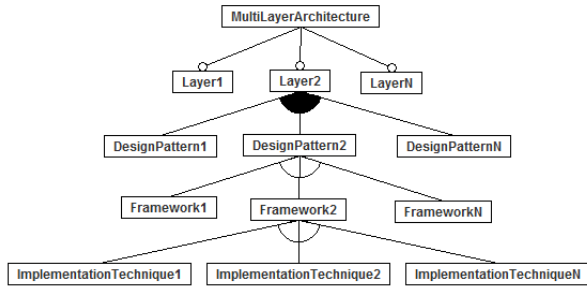 MultiLayerArchitecture
Layer1 Layer2 LayerN
DesignPattern1 DesignPattern2 DesignPatternN
Framework1 Framework2 FrameworkN
ImplementationTechnique1 ImplementationTechnique2 ImplementationTechniqueN